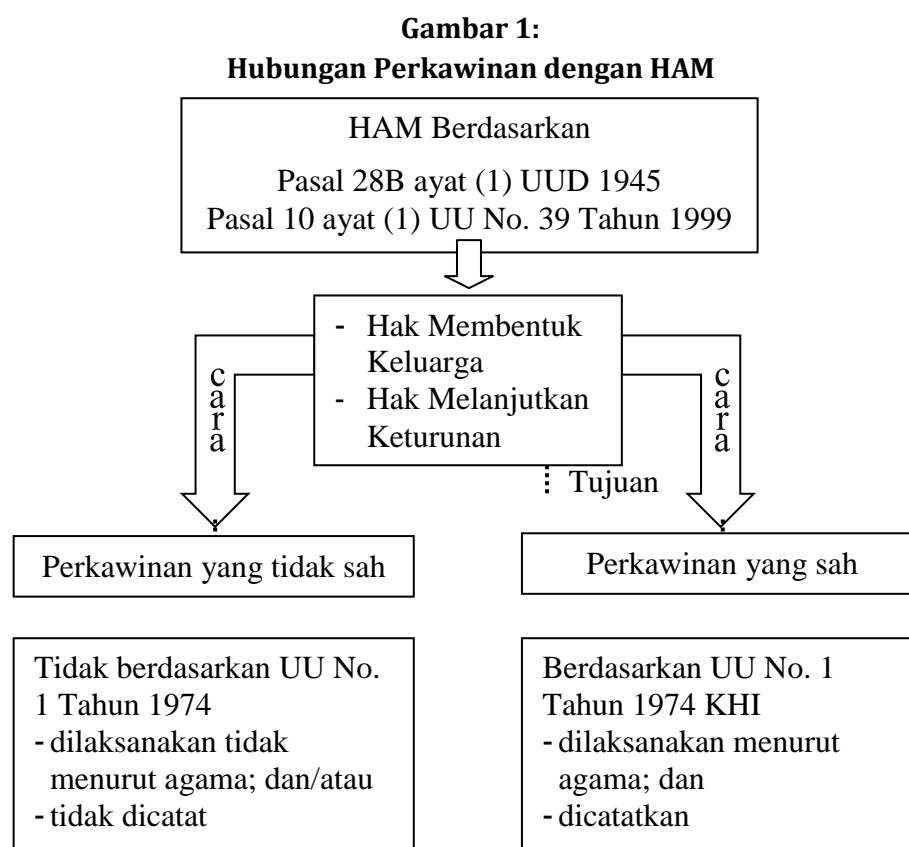 Gambar 1:
Hubungan Perkawinan dengan HAM
HAM Berdasarkan
Pasal 28B ayat (1) UUD 1945
Pasal 10 ayat (1) UU No. 39 Tahun 1999
- Hak Membentuk
Keluarga
- Hak Melanjutkan
Keturunan
cara
cara
Tujuan
Perkawinan yang tidak sah
Perkawinan yang sah
Tidak berdasarkan UU No.
1 Tahun 1974
- dilaksanakan tidak
menurut agama; dan/atau
- tidak dicatat
Berdasarkan UU No. 1
Tahun 1974 KHI
- dilaksanakan menurut
agama; dan
- dicatatkan